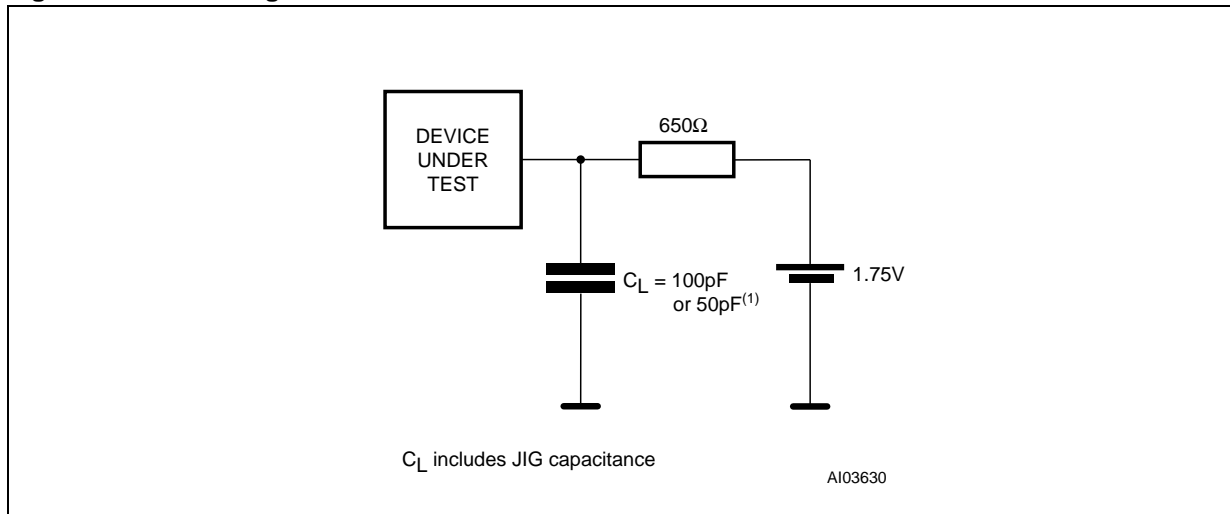 DEVICE
UNDER
TEST
650Ω
CL = 100pF
or 50pF(1)
1.75V
CL includes JIG capacitance
AI03630